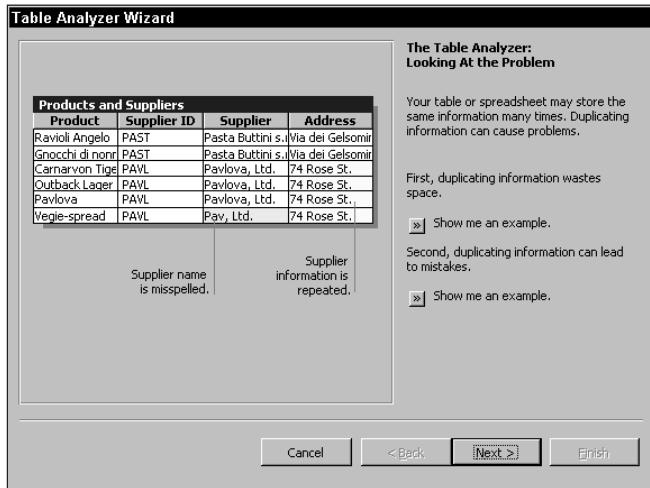 Table Analyzer Wizard
Products and Suppliers
Product Supplier ID Supplier Address
Ravioli Angelo PAST Pasta Buttini s. Via dei Gelsomir
Gnocchi di nonr PAST Pasta Buttini s. Via dei Gelsomir
Carnarvon Tige PAVL Pavlova, Ltd. 74 Rose St.
Outback Lager PAVL Pavlova, Ltd. 74 Rose St.
Pavlova PAVL Pavlova, Ltd. 74 Rose St.
Vegie-spread PAVL Pav, Ltd. 74 Rose St.
Supplier name
is misspelled.
Supplier
information is
repeated.
The Table Analyzer:
Looking At the Problem
Your table or spreadsheet may store the
same information many times. Duplicating
information can cause problems.
First, duplicating information wastes
space.
» Show me an example.
Second, duplicating information can lead
to mistakes.
» Show me an example.
Cancel < Back Next > Finish